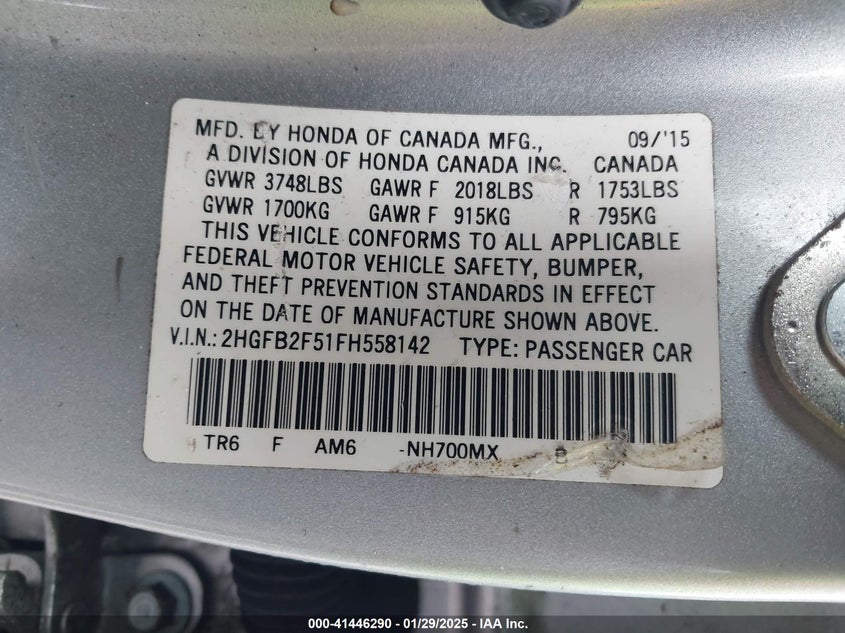 MFD. BY HONDA OF CANADA MFG., 09/'15
A DIVISION OF HONDA CANADA INC. CANADA
GVWR 3748LBS GAWR F 2018LBS R 1753LBS
GVWR 1700KG GAWR F 915KG R 795KG
THIS VEHICLE CONFORMS TO ALL APPLICABLE
FEDERAL MOTOR VEHICLE SAFETY, BUMPER,
AND THEFT PREVENTION STANDARDS IN EFFECT
ON THE DATE OF MANUFACTURE SHOWN ABOVE.
V.I.N.: 2HGFB2F51FH558142 TYPE: PASSENGER CAR
TR6 F AM6 -NH700MX
000-41446290 - 01/29/2025 - © IAA Inc.